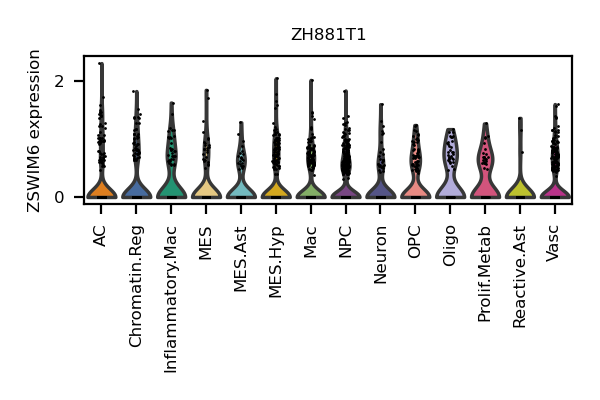 ZH881T1
ZSWIM6 expression
2
0
AC
Chromatin.Reg
Inflammatory.Mac
MES
MES.Ast
MES.Hyp
Mac
NPC
Neuron
OPC
Oligo
Prolif.Metab
Reactive.Ast
Vasc